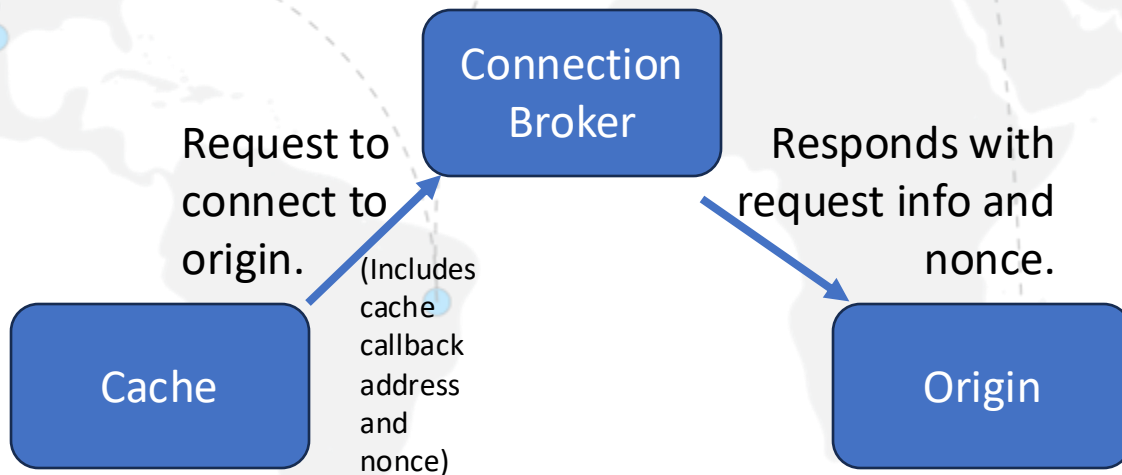 Connection
Broker
Request to
connect to
origin.
(Includes
cache
callback
address
and
nonce)
Responds with
request info and
nonce.
Cache
Origin